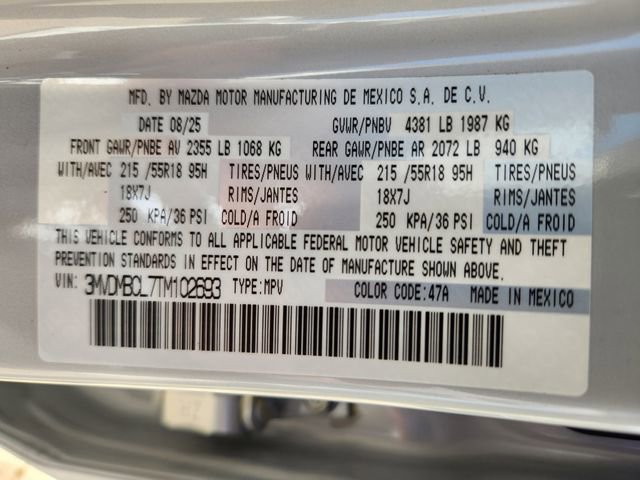 MFD. BY MAZDA MOTOR MANUFACTURING DE MEXICO S.A. DE C.V.
DATE 08/25 GVWR/PNBV 4381 LB 1987 KG
FRONT GAWR/PNBE AV 2355 LB 1068 KG REAR GAWR/PNBE AR 2072 LB 940 KG
WITH/AVEC 215 /55R18 95H TIRES/PNEUS WITH/AVEC 215 /55R18 95H TIRES/PNEUS
18X7J RIMS/JANTES 18X7J RIMS/JANTES
250 KPA/36 PSI COLD/A FROID 250 KPA/36 PSI COLD/A FROID
THIS VEHICLE CONFORMS TO ALL APPLICABLE FEDERAL MOTOR VEHICLE SAFETY AND THEFT
PREVENTION STANDARDS IN EFFECT ON THE DATE OF MANUFACTURE SHOWN ABOVE.
VIN: 3MVDMBCL7TM102693 TYPE:MPV COLOR CODE:47A MADE IN MEXICO